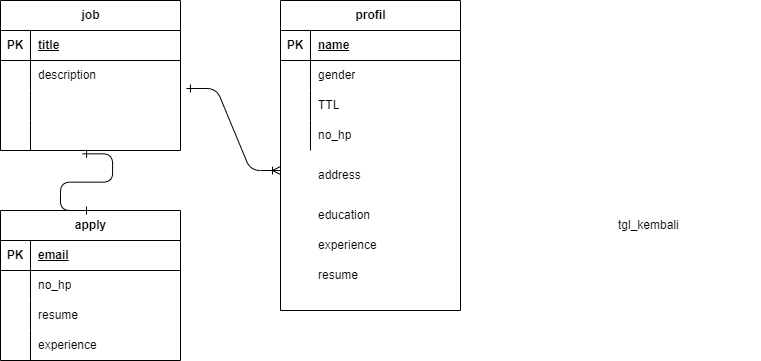 job
PK title
description
profil
PK name
gender
TTL
no_hp
address
education
experience
resume
apply
PK email
no_hp
resume
experience
tgl_kembali